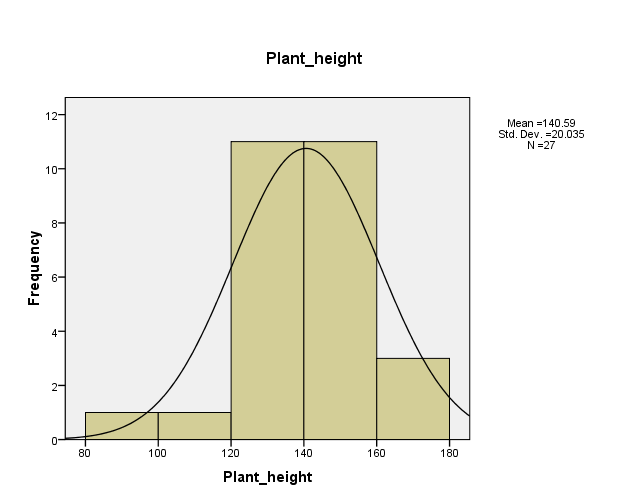 Plant_height
Mean =140.59
Std. Dev. =20.035
N =27
Frequency
12
10
8
6
4
2
0
80 100 120 140 160 180
Plant_height